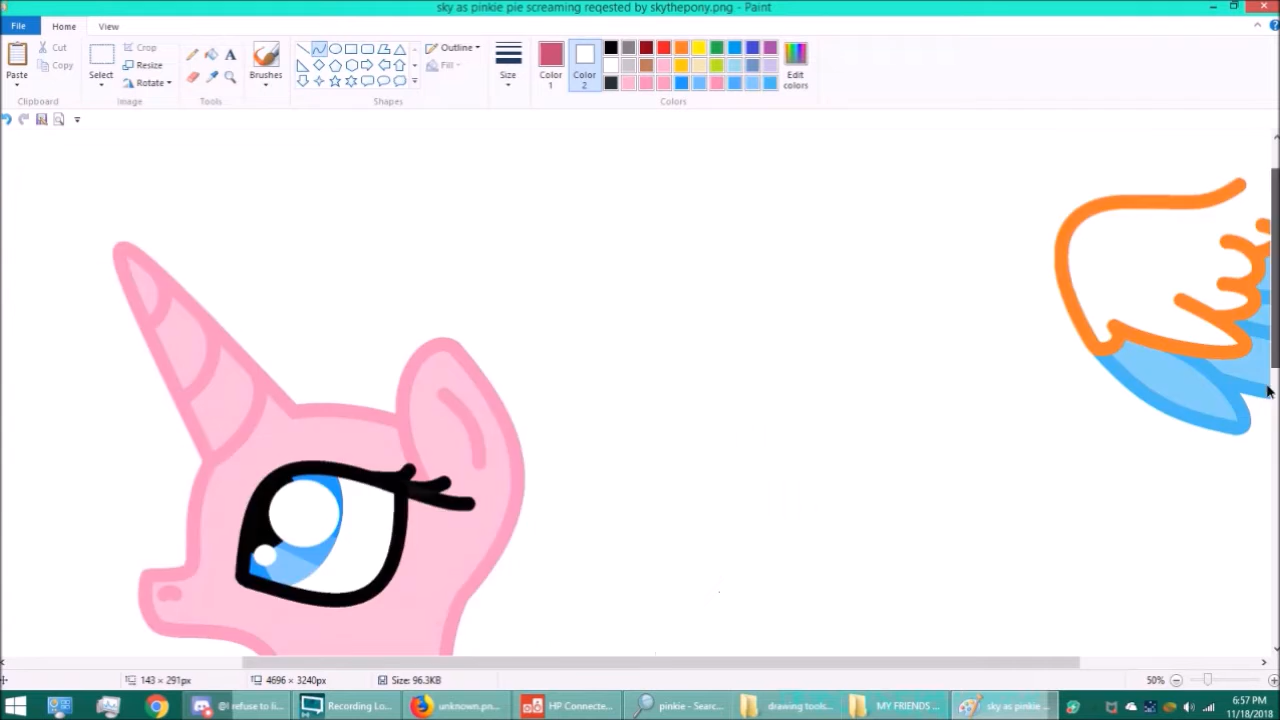 sky as pinkie pie screaming reqested by skythepony.png - Paint
File Home View
Paste
Cut
Copy
Clipboard
Select
Crop
Resize
Rotate
Image
A
Tools
Brushes
Outline
Fill
Shapes
Size
Color 1
Color 2
Edit colors
Colors
143 × 291px
4696 × 3240px
Size: 96.3KB
50%
@I refuse to li...
Recording Lo...
unknown.pn...
HP Connecte...
pinkie - Searc...
drawing tools...
MY FRIENDS ...
sky as pinkie ...
6:57 PM
11/18/2018